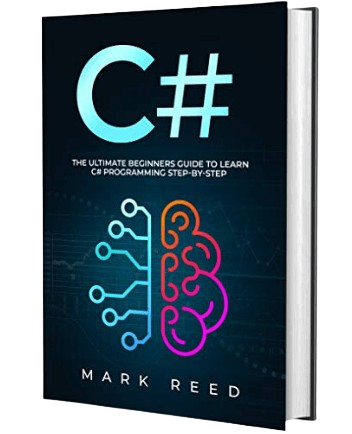 C#
THE ULTIMATE BEGINNERS GUIDE TO LEARN
C# PROGRAMMING STEP-BY-STEP
MARK REED